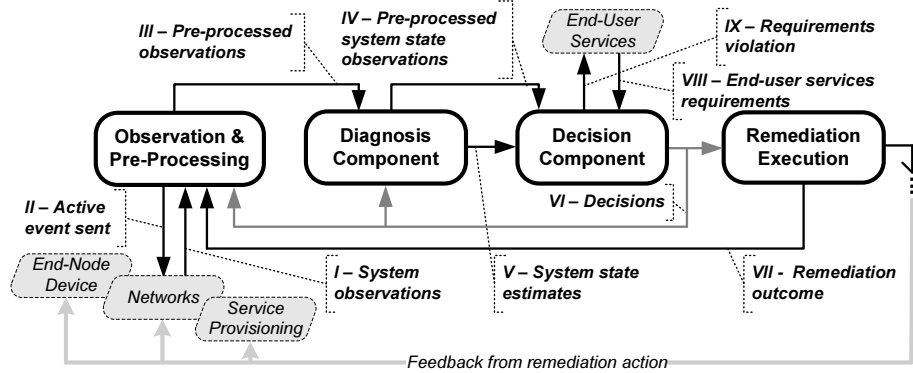 III – Pre-processed
observations
IV – Pre-processed
system state
observations
End-User
Services
IX – Requirements
violation
VIII – End-user services
requirements
Observation &
Pre-Processing
Diagnosis
Component
Decision
Component
Remediation
Execution
II – Active
event sent
VI – Decisions
End-Node
Device
Networks
Service
Provisioning
I – System
observations
V – System state
estimates
VII - Remediation
outcome
Feedback from remediation action